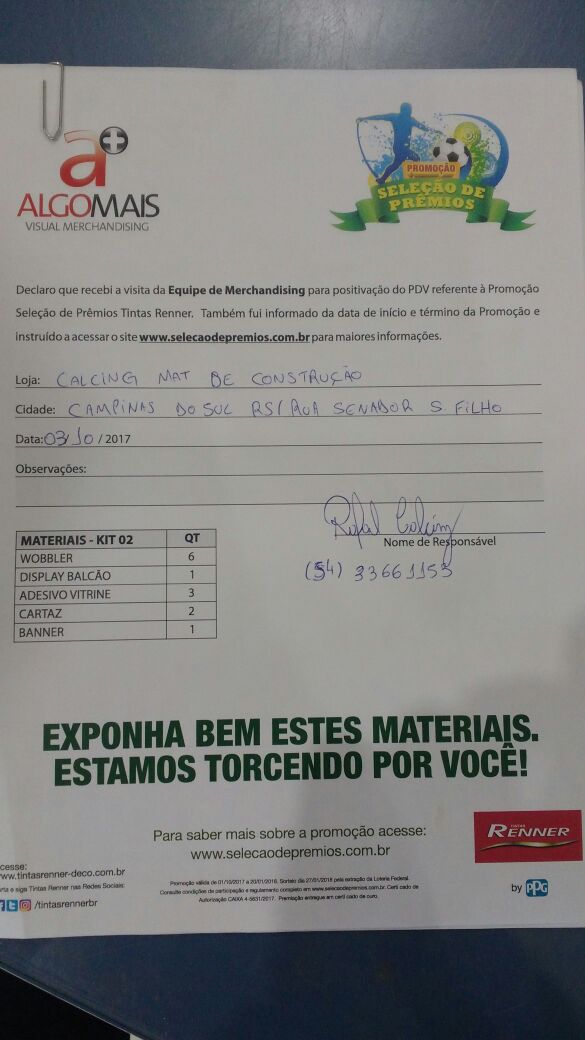 a+
ALGOMAIS
VISUAL MERCHANDISING
PROMOÇÃO
SELEÇÃO DE
PRÊMIOS
Declaro que recebi a visita da Equipe de Merchandising para positivação do PDV referente à Promoção
Seleção de Prêmios Tintas Renner. Também fui informado da data de início e término da Promoção e
instruído a acessar o site www.selecaodepremios.com.br para maiores informações.
Loja: CALCING MAT DE CONSTRUÇÃO
Cidade: CAMPINAS DO SUL RS/RUA SENADOR S. FILHO
Data: 03/10 / 2017
Observações:
Nome de Responsável
(54) 33661153
MATERIAIS - KIT 02 QT
WOBBLER 6
DISPLAY BALCÃO 1
ADESIVO VITRINE 3
CARTAZ 2
BANNER 1
EXPONHA BEM ESTES MATERIAIS.
ESTAMOS TORCENDO POR VOCÊ!
Para saber mais sobre a promoção acesse:
www.selecaodepremios.com.br
TINTAS
RENNER
by PPG
cesse:
ww.tintasrenner-deco.com.br
rta e siga Tintas Renner nas Redes Sociais:
/tintasrennerbr
Promoção válida de 01/10/2017 a 20/01/2018. Sorteio dia 27/01/2018 pela extração da Loteria Federal.
Consulte condições de participação e regulamento completo em www.selecaodepremios.com.br. Certi cado de
Autorização CAIXA 4-5631/2017. Premiação entregue em certi cado de ouro.